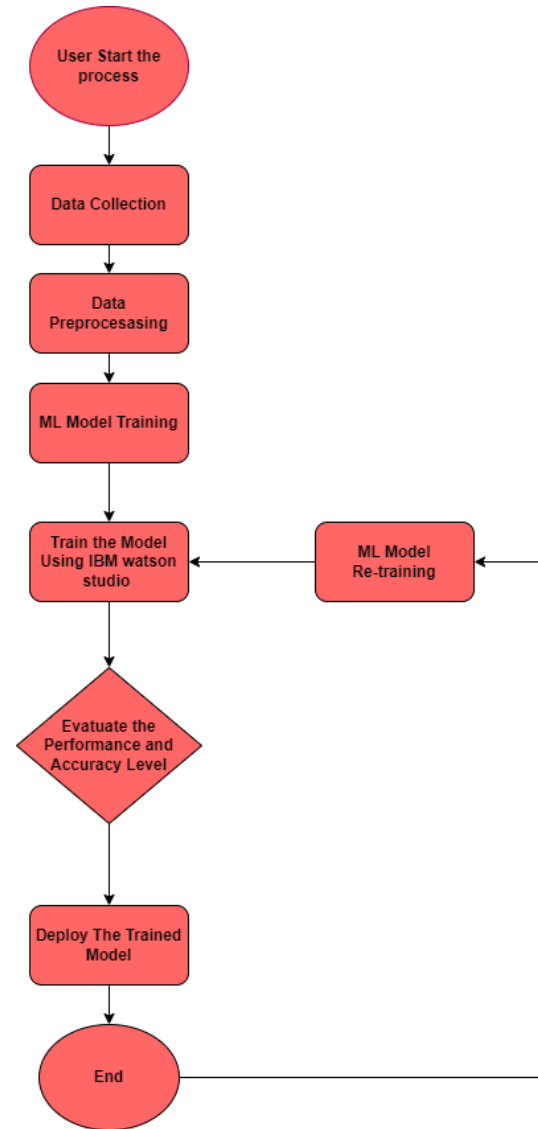 User Start the
process
Data Collection
Data
Preprocesasing
ML Model Training
Train the Model
Using IBM watson
studio
ML Model
Re-training
Evaluate the
Performance and
Accuracy Level
Deploy The Trained
Model
End